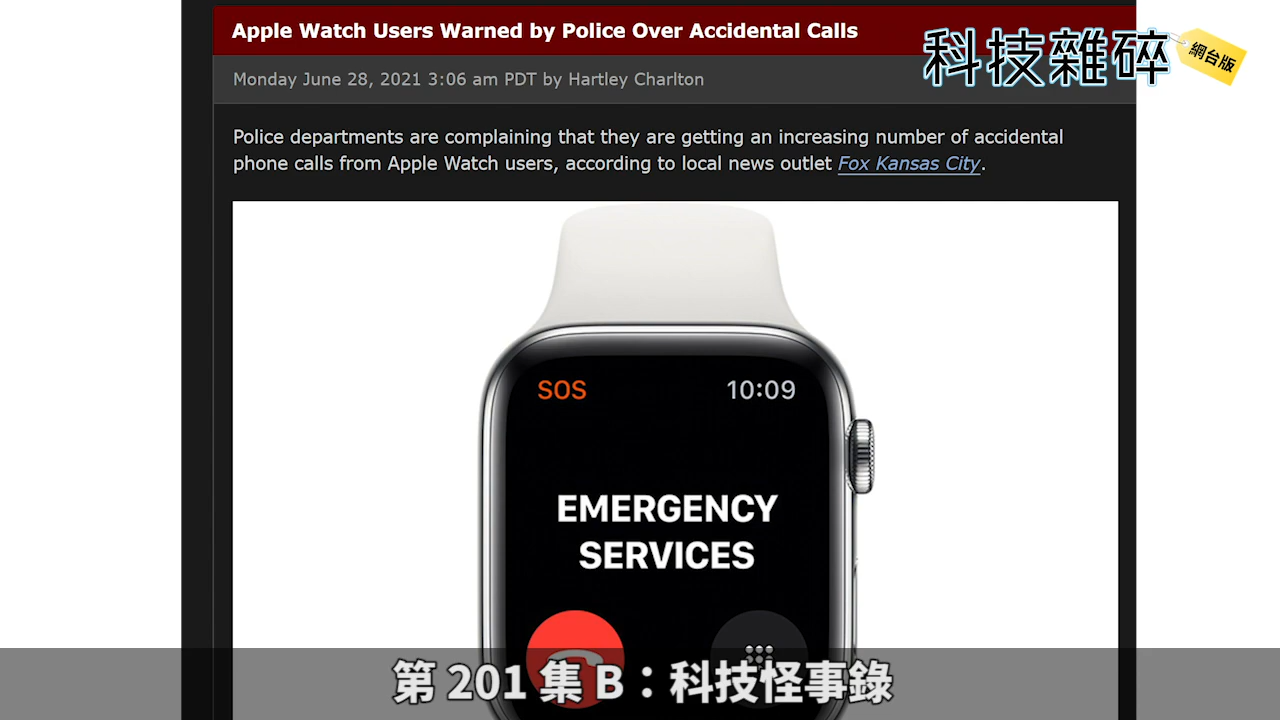 Apple Watch Users Warned by Police Over Accidental Calls
科技雜碎
網台版
Monday June 28, 2021 3:06 am PDT by Hartley Charlton
Police departments are complaining that they are getting an increasing number of accidental
phone calls from Apple Watch users, according to local news outlet Fox Kansas City.
SOS 10:09
EMERGENCY
SERVICES
第 201 集 B：科技怪事錄